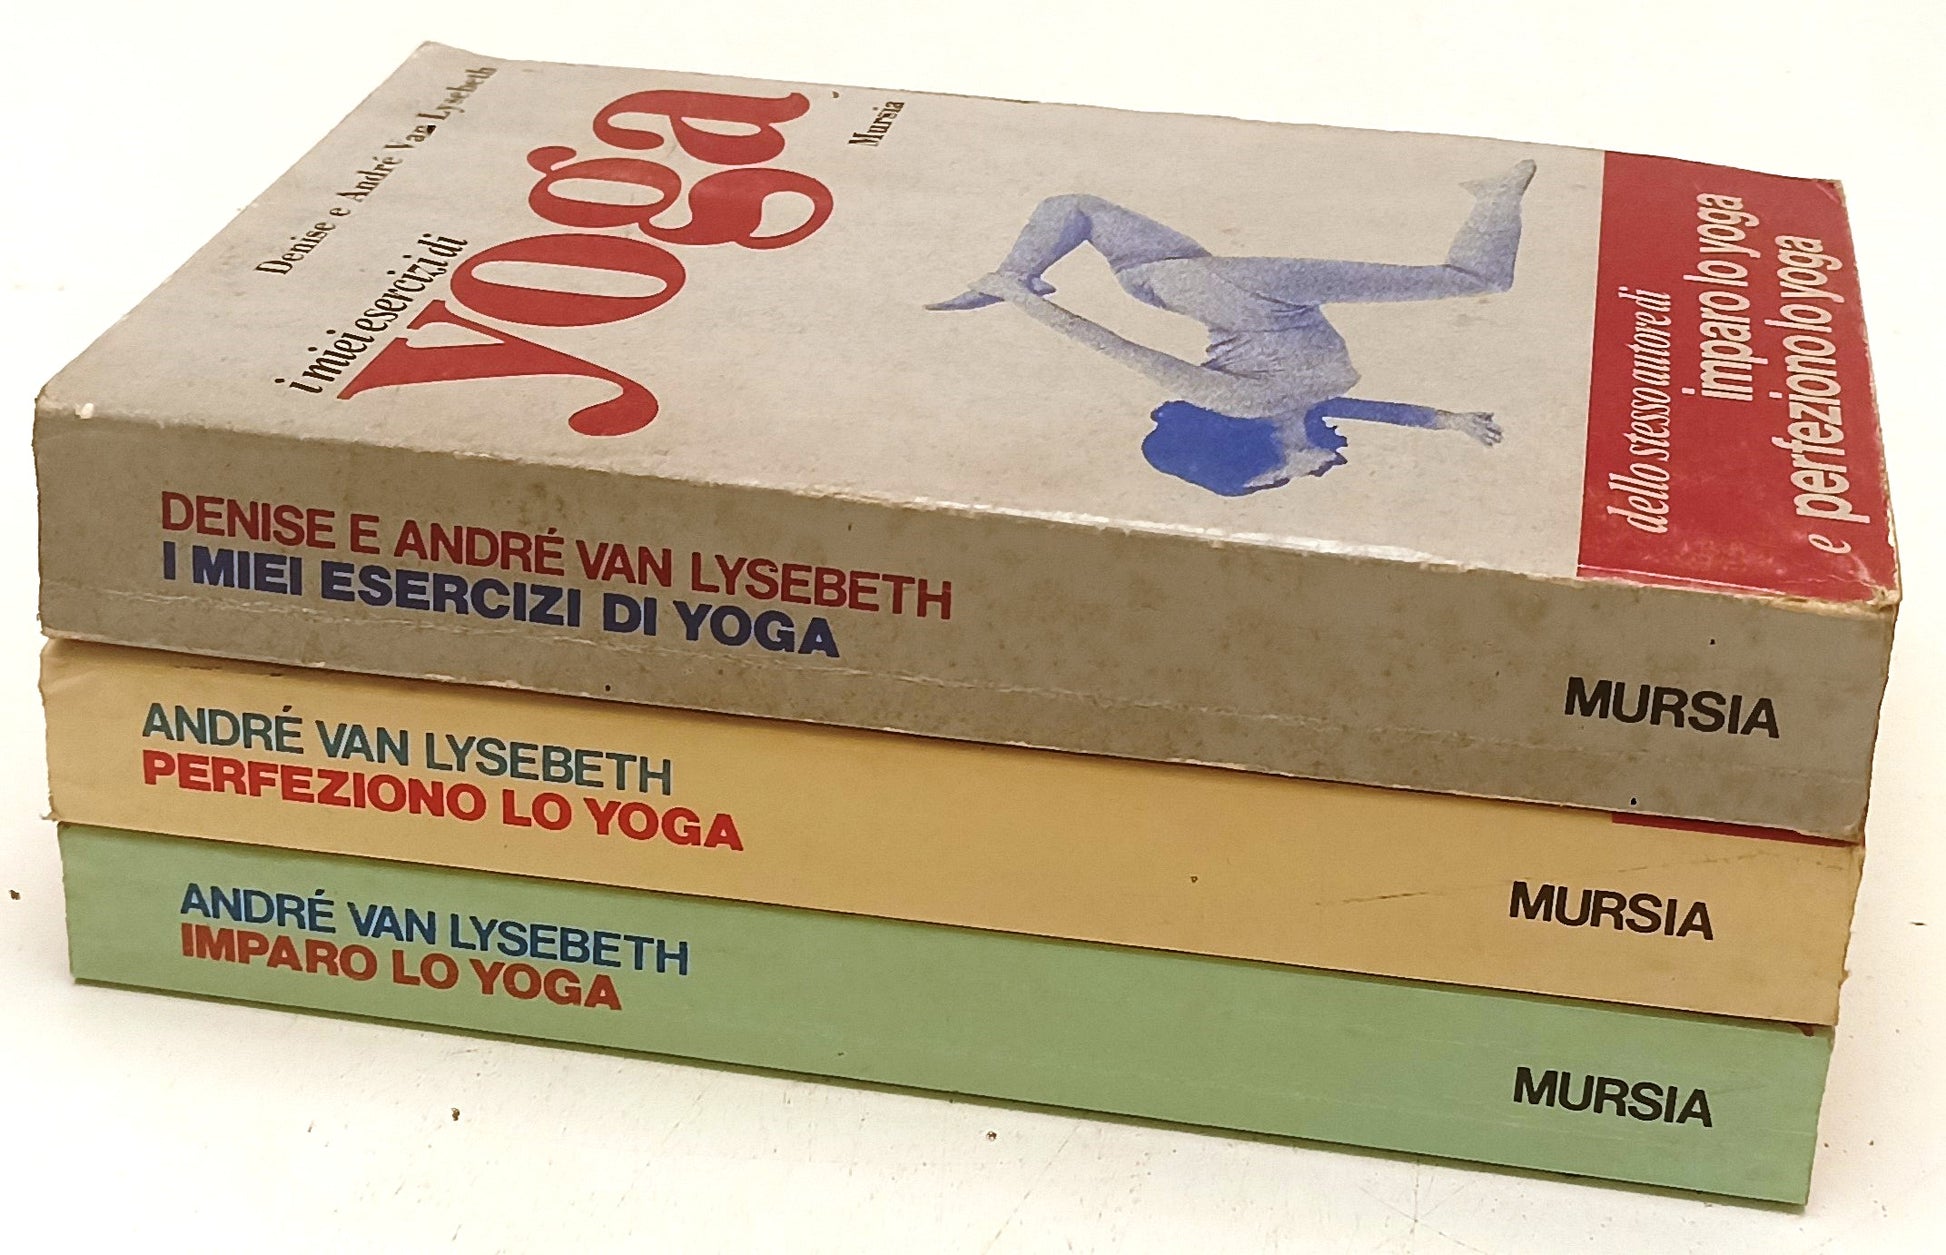 Denise e André Van Lysebeth
i miei esercizi di
yoga
Mursia
dello stesso autore di
imparo lo yoga
e perfeziono lo yoga
DENISE E ANDRÉ VAN LYSEBETH
I MIEI ESERCIZI DI YOGA
MURSIA
ANDRÉ VAN LYSEBETH
PERFEZIONO LO YOGA
MURSIA
ANDRÉ VAN LYSEBETH
IMPARO LO YOGA
MURSIA